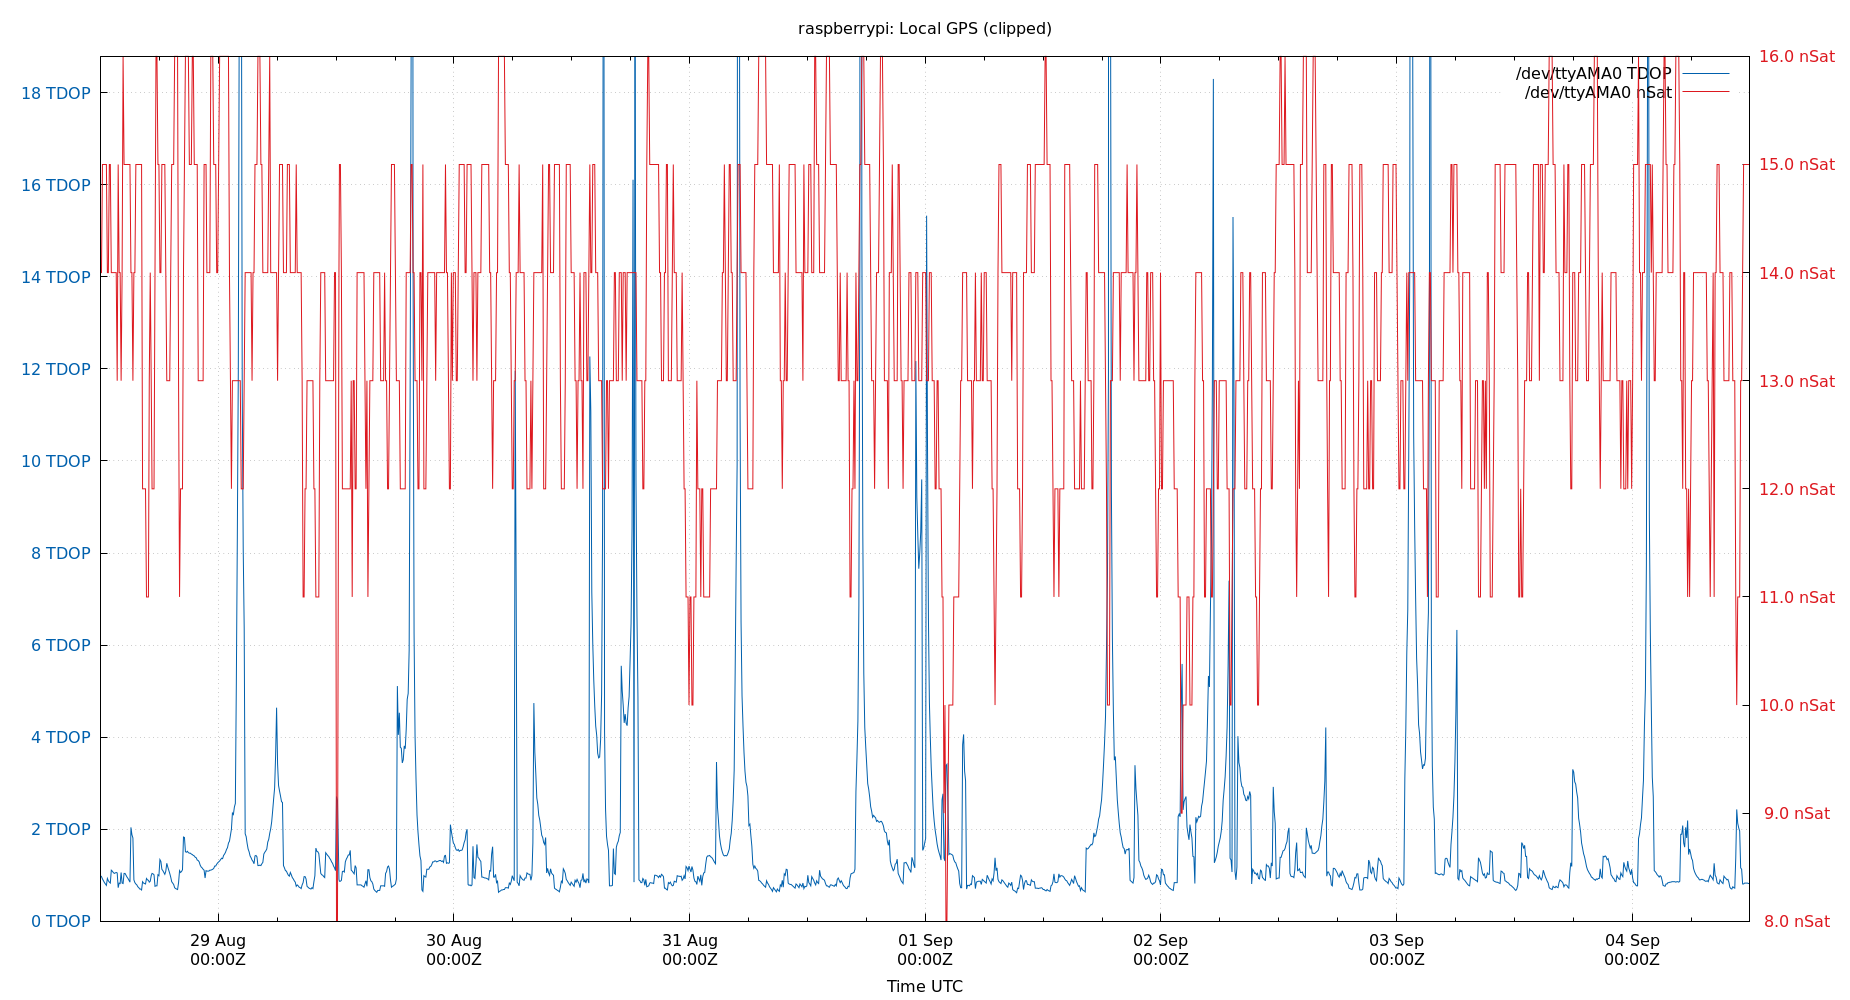 raspberrypi: Local GPS (clipped)
/dev/ttyAMA0 TDOP
/dev/ttyAMA0 nSat
18 TDOP
16 TDOP
14 TDOP
12 TDOP
10 TDOP
8 TDOP
6 TDOP
4 TDOP
2 TDOP
0 TDOP
16.0 nSat
15.0 nSat
14.0 nSat
13.0 nSat
12.0 nSat
11.0 nSat
10.0 nSat
9.0 nSat
8.0 nSat
29 Aug 30 Aug 31 Aug 01 Sep 02 Sep 03 Sep 04 Sep
00:00Z 00:00Z 00:00Z 00:00Z 00:00Z 00:00Z 00:00Z
Time UTC